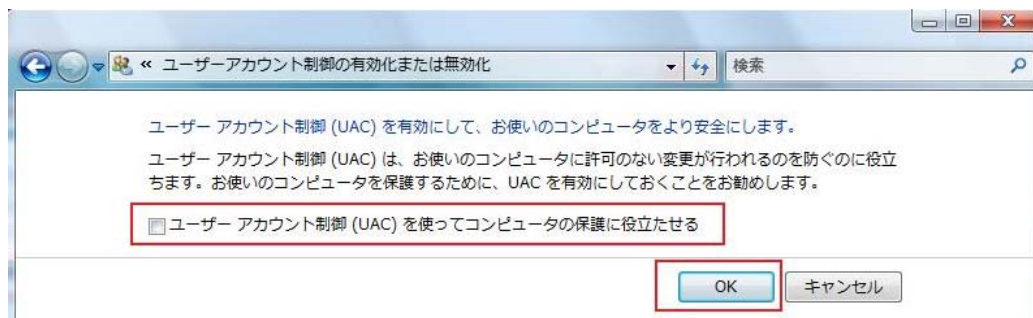 « ユーザーアカウント制御の有効化または無効化
検索
ユーザー アカウント制御 (UAC) を有効にして、お使いのコンピュータをより安全にします。
ユーザー アカウント制御 (UAC) は、お使いのコンピュータに許可のない変更が行われるのを防ぐのに役立
ちます。お使いのコンピュータを保護するために、UAC を有効にしておくことをお勧めします。
ユーザー アカウント制御 (UAC) を使ってコンピュータの保護に役立たせる
OK
キャンセル